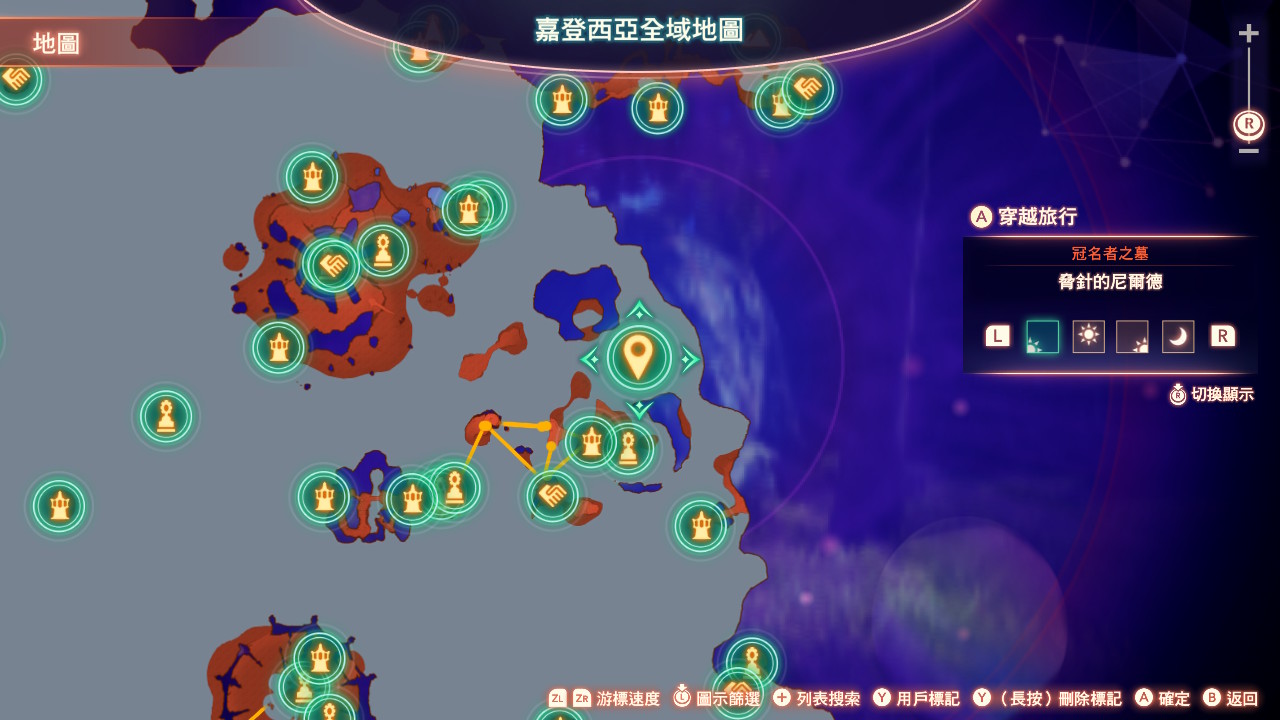 嘉登西亞全域地圖
地圖
R
A 穿越旅行
冠名者之墓
脅針的尼爾德
L R
R 切換顯示
ZL ZR 游標速度 L 圖示篩選 + 列表搜索 Y 用戶標記 Y（長按）刪除標記 A 確定 B 返回